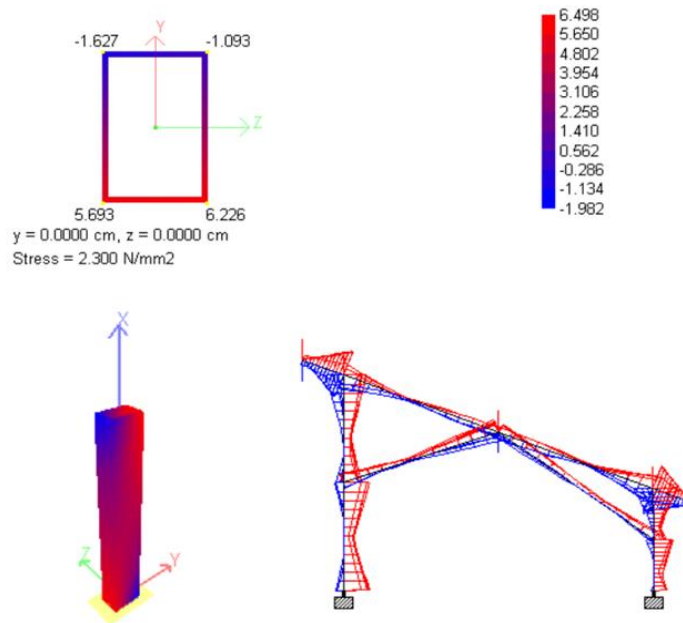 -1.627 Y -1.093
Z
5.693 6.226
y = 0.0000 cm, z = 0.0000 cm
Stress = 2.300 N/mm2
6.498
5.650
4.802
3.954
3.106
2.258
1.410
0.562
-0.286
-1.134
-1.982
X
Z Y